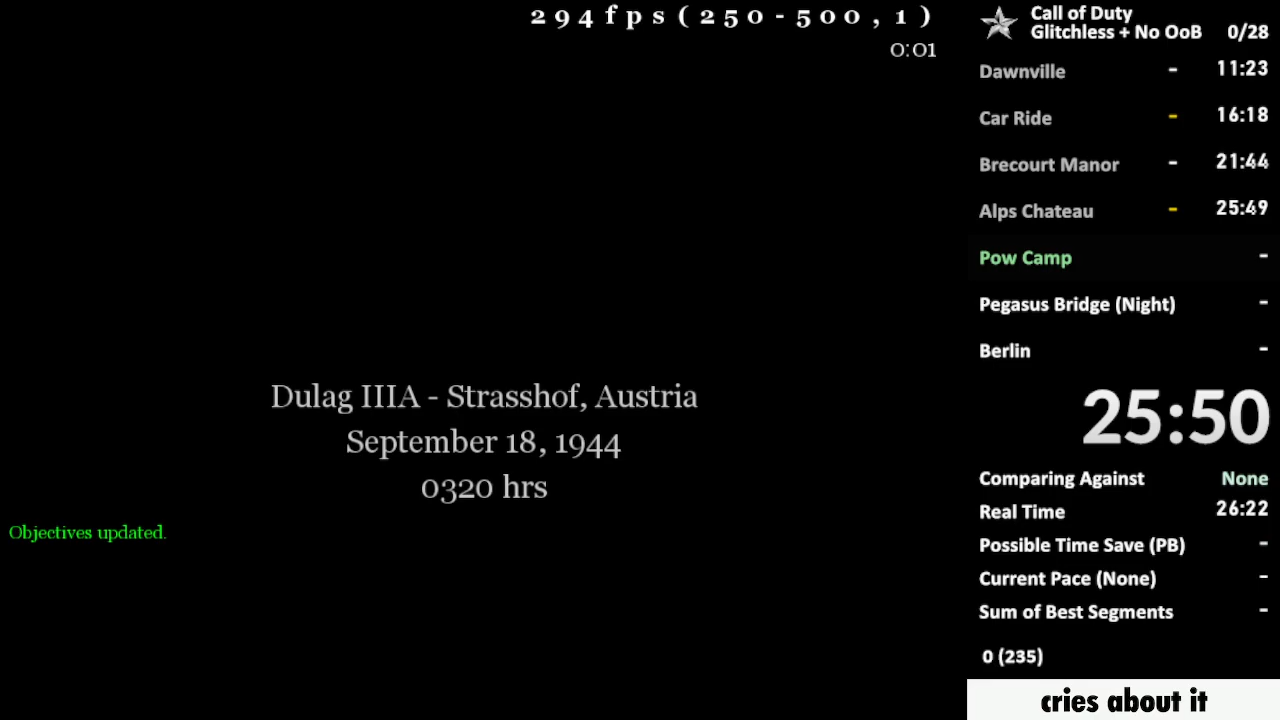 294fps(250-500,1)
0:01
Dulag IIIA - Strasshof, Austria
September 18, 1944
0320 hrs
Objectives updated.
Call of Duty
Glitchless + No OoB 0/28
Dawnville - 11:23
Car Ride - 16:18
Brecourt Manor - 21:44
Alps Chateau - 25:49
Pow Camp -
Pegasus Bridge (Night) -
Berlin -
25:50
Comparing Against None
Real Time 26:22
Possible Time Save (PB) -
Current Pace (None) -
Sum of Best Segments -
0 (235)
cries about it